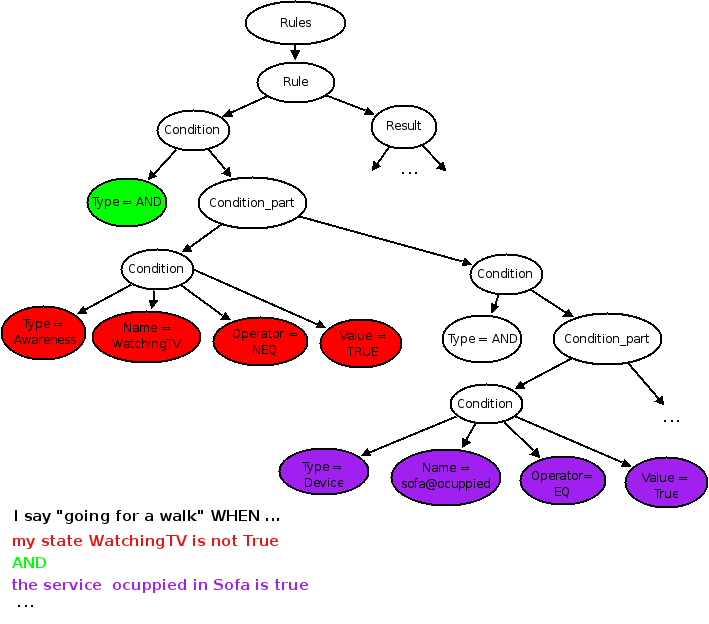 Rules
Rule
Condition
Result
...
Type = AND
Condition_part
Condition
Condition
Type =
Awareness
Name =
WatchingTV
Operator =
NEQ
Value =
TRUE
Type = AND
Condition_part
Condition
...
Type =
Device
Name =
sofa@ocuppied
Operator=
EQ
Value =
True
I say "going for a walk" WHEN ...
my state WatchingTV is not True
AND
the service ocuppied in Sofa is true
...